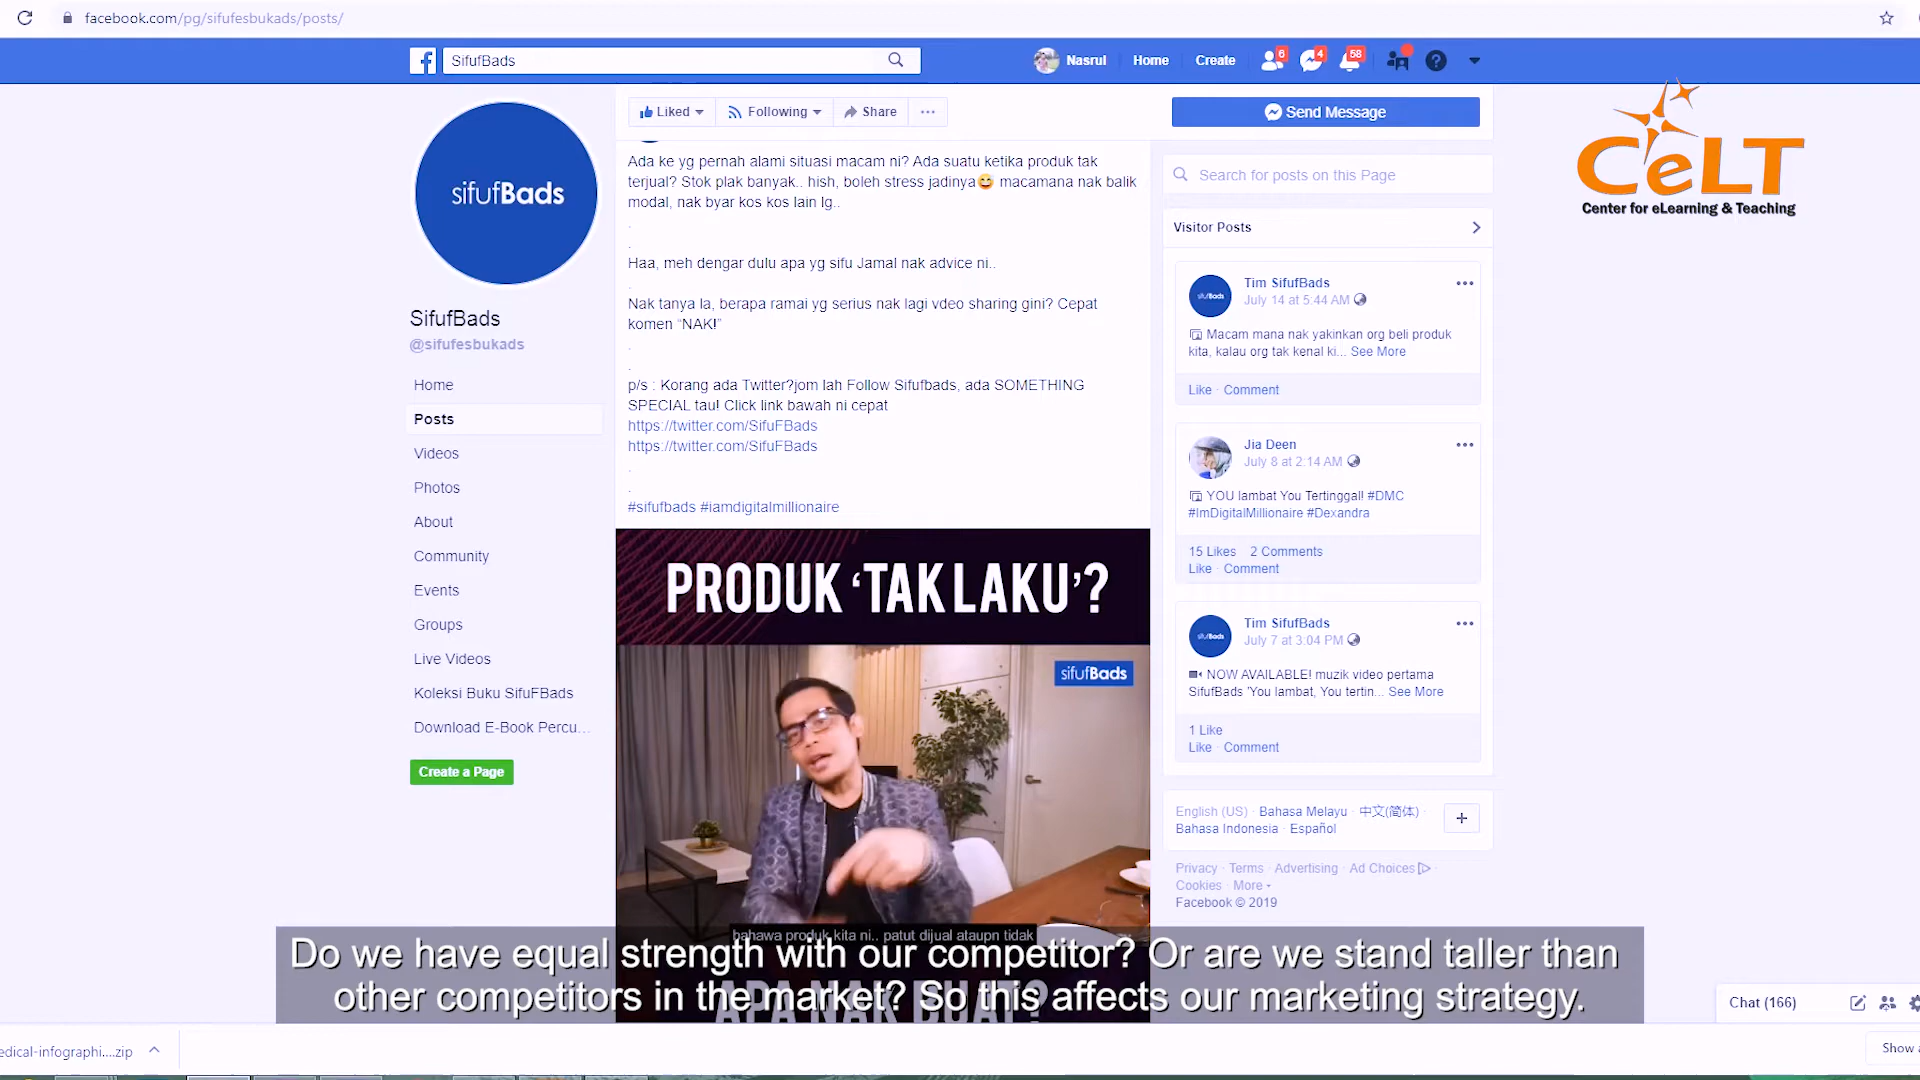 facebook.com/pg/sifufesbukads/posts/
SifufBads
Nasrul
Home
Create
6
4
58
Liked
Following
Share
Send Message
CeLT
Center for eLearning & Teaching
sifufBads
SifufBads
@sifufesbukads
Home
Posts
Videos
Photos
About
Community
Events
Groups
Live Videos
Koleksi Buku SifuFBads
Download E-Book Percu...
Create a Page
Ada ke yg pernah alami situasi macam ni? Ada suatu ketika produk tak
terjual? Stok plak banyak.. hish, boleh stress jadinya😅 macamana nak balik
modal, nak byar kos kos lain lg..
.
.
Haa, meh dengar dulu apa yg sifu Jamal nak advice ni..
.
Nak tanya la, berapa ramai yg serius nak lagi vdeo sharing gini? Cepat
komen “NAK!”
.
.
p/s : Korang ada Twitter?jom lah Follow Sifufbads, ada SOMETHING
SPECIAL tau! Click link bawah ni cepat
https://twitter.com/SifuFBads
https://twitter.com/SifuFBads
.
.
#sifufbads #iamdigitalmillionaire
PRODUK ‘TAK LAKU’?
sifufBads
bahawa produk kita ni.. patut dijual ataupn tidak
APA NAK BUAT?
Search for posts on this Page
Visitor Posts
sifufBads
Tim SifufBads
July 14 at 5:44 AM
Macam mana nak yakinkan org beli produk
kita, kalau org tak kenal ki... See More
Like · Comment
Jia Deen
July 8 at 2:14 AM
YOU lambat You Tertinggal! #DMC
#ImDigitalMillionaire #Dexandra
15 Likes 2 Comments
Like · Comment
sifufBads
Tim SifufBads
July 7 at 3:04 PM
NOW AVAILABLE! muzik video pertama
SifufBads 'You lambat, You tertin... See More
1 Like
Like · Comment
English (US) · Bahasa Melayu · 中文(简体) ·
Bahasa Indonesia · Español
Privacy · Terms · Advertising · Ad Choices ·
Cookies · More
Facebook © 2019
Do we have equal strength with our competitor? Or are we stand taller than
other competitors in the market? So this affects our marketing strategy.
Chat (166)
edical-infographi....zip
Show a